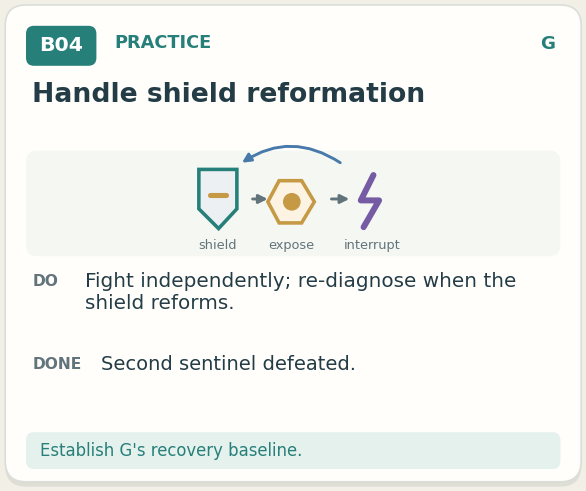 B04 PRACTICE G
Handle shield reformation
shield expose interrupt
DO Fight independently; re-diagnose when the
shield reforms.
DONE Second sentinel defeated.
Establish G's recovery baseline.